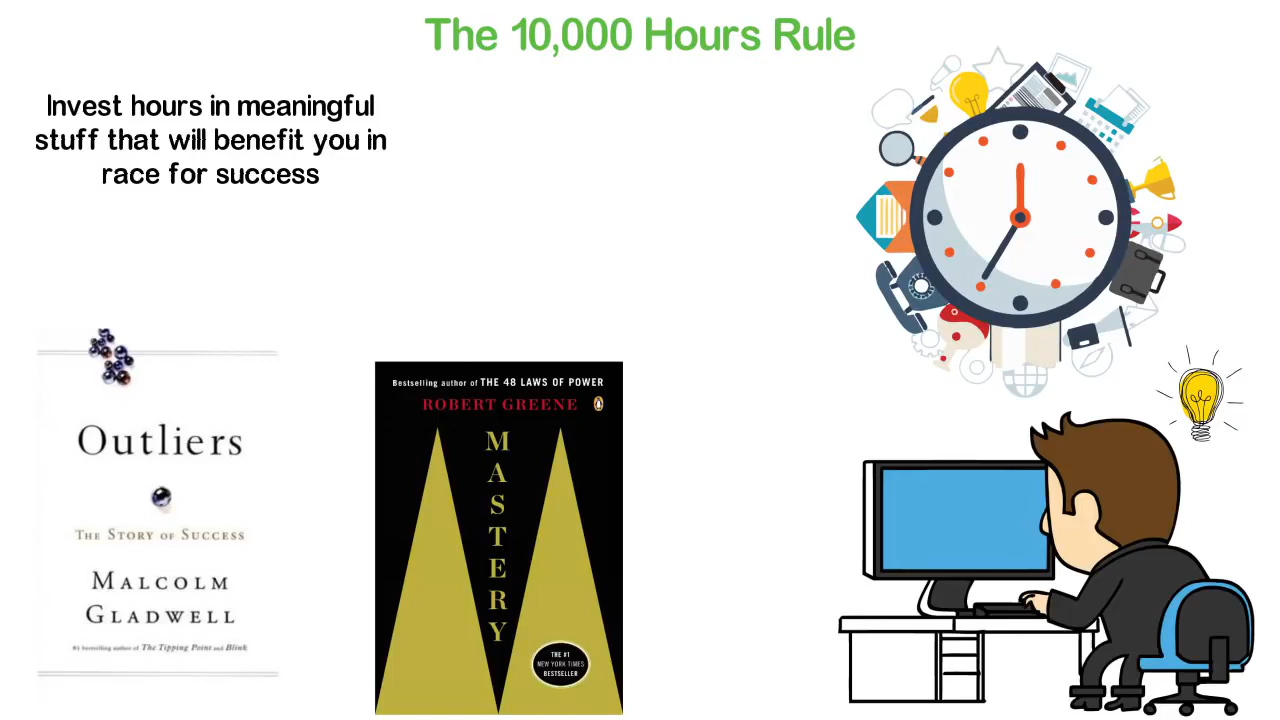 The 10,000 Hours Rule
Invest hours in meaningful
stuff that will benefit you in
race for success
Outliers
THE STORY OF SUCCESS
MALCOLM
GLADWELL
#1 bestselling author of The Tipping Point and Blink
Bestselling author of THE 48 LAWS OF POWER
ROBERT GREENE
MASTERY
THE #1
NEW YORK TIMES
BESTSELLER